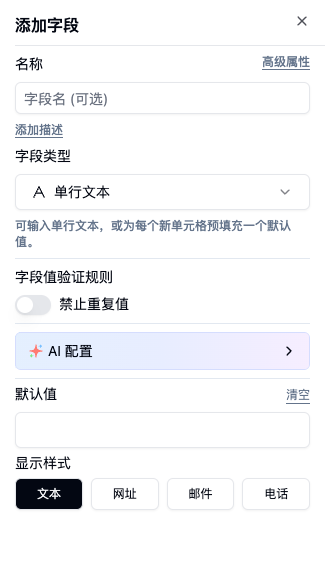 添加字段
名称
高级属性
字段名 (可选)
添加描述
字段类型
单行文本
可输入单行文本，或为每个新单元格预填充一个默认
值。
字段值验证规则
禁止重复值
AI 配置
默认值
清空
显示样式
文本
网址
邮件
电话